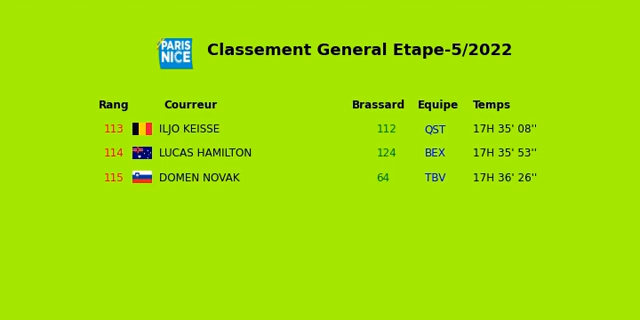 PARIS
NICE
Classement General Etape-5/2022
Rang Courreur Brassard Equipe Temps
113 ILJO KEISSE 112 QST 17H 35' 08''
114 LUCAS HAMILTON 124 BEX 17H 35' 53''
115 DOMEN NOVAK 64 TBV 17H 36' 26''